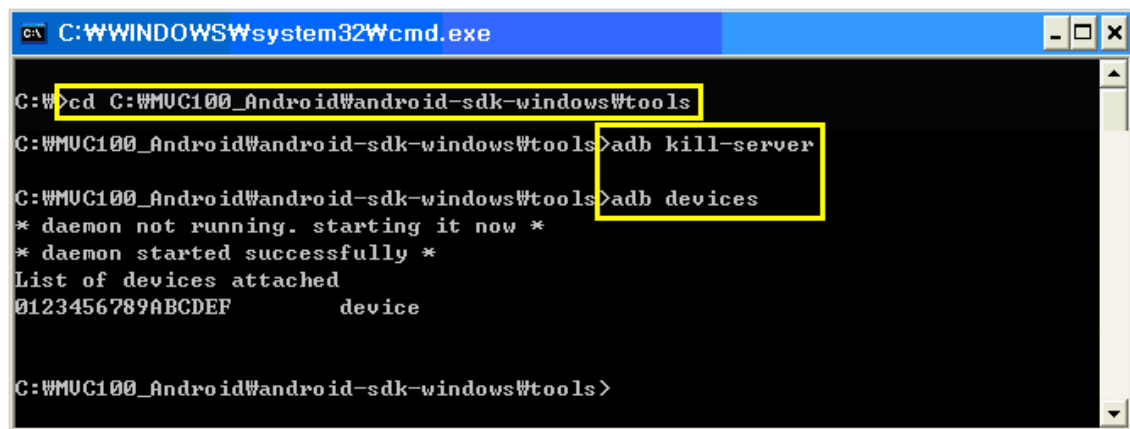 C:₩WINDOWS₩system32₩cmd.exe
C:₩>cd C:₩MVC100_Android₩android-sdk-windows₩tools
C:₩MVC100_Android₩android-sdk-windows₩tools>adb kill-server
C:₩MVC100_Android₩android-sdk-windows₩tools>adb devices
* daemon not running. starting it now *
* daemon started successfully *
List of devices attached
0123456789ABCDEF device
C:₩MVC100_Android₩android-sdk-windows₩tools>